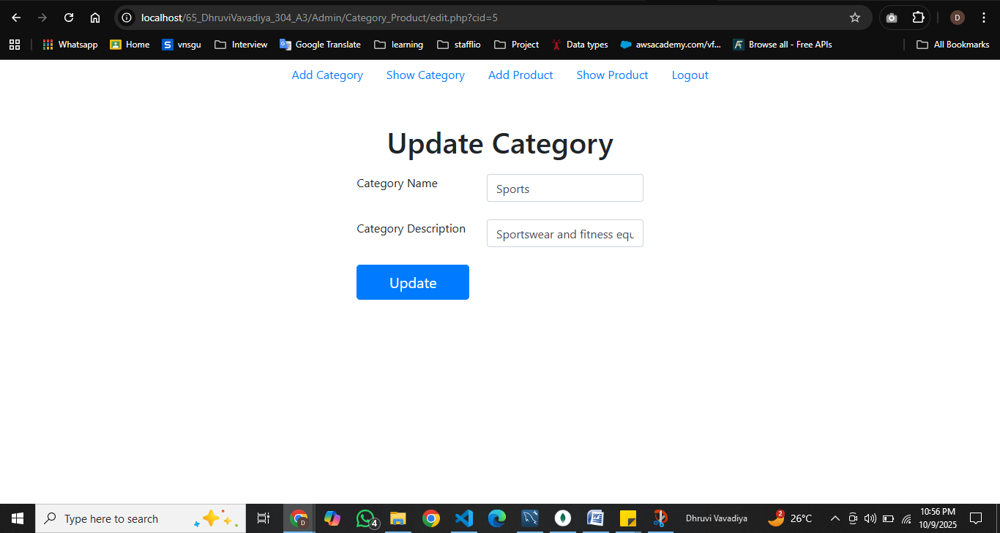 localhost/65_DhruviVavadiya_304_A3/Admin/Category_Product/edit.php?cid=5
D
Whatsapp Home S vnsgu Interview Google Translate learning stafflio Project Data types awsacademy.com/vf... Browse all - Free APIs All Bookmarks
Add Category Show Category Add Product Show Product Logout
Update Category
Category Name Sports
Category Description Sportswear and fitness equ
Update
Type here to search D 4 Dhruvi Vavadiya 2 26°C 10:56 PM
10/9/2025